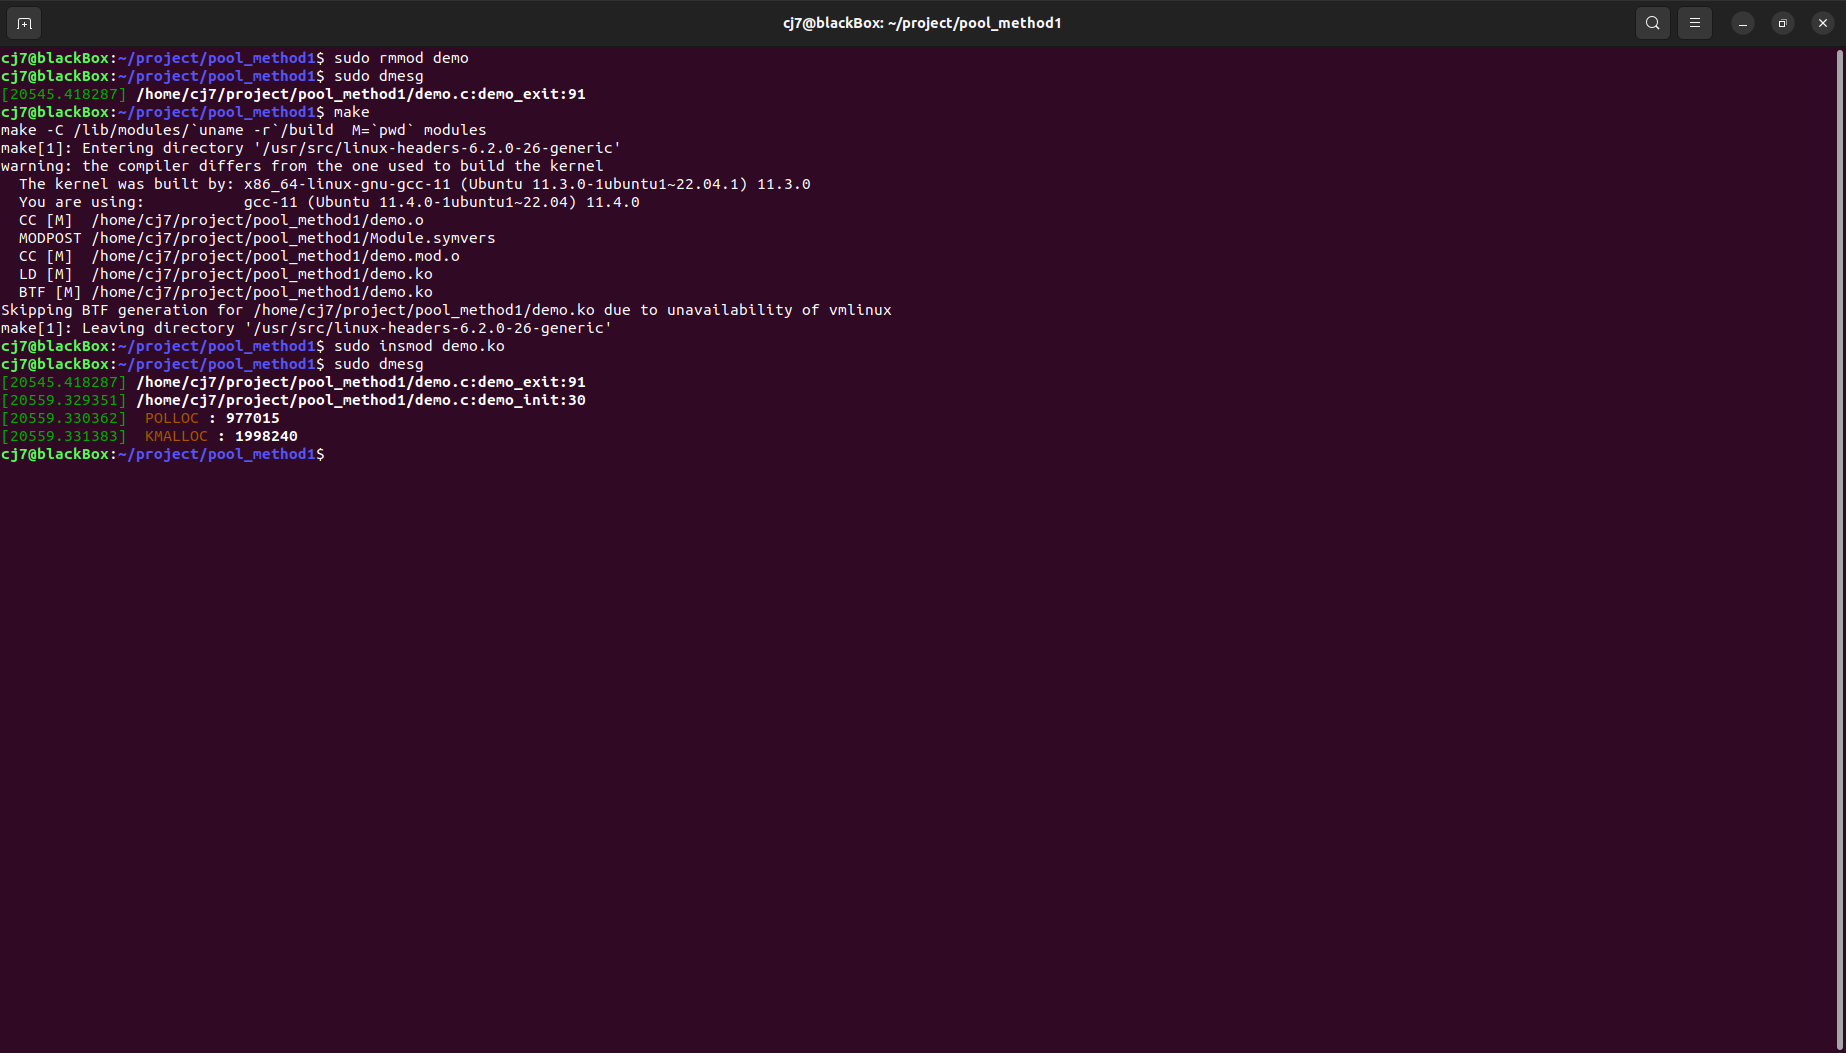 cj7@blackBox: ~/project/pool_method1
cj7@blackBox:~/project/pool_method1$ sudo rmmod demo
cj7@blackBox:~/project/pool_method1$ sudo dmesg
[20545.418287] /home/cj7/project/pool_method1/demo.c:demo_exit:91
cj7@blackBox:~/project/pool_method1$ make
make -C /lib/modules/`uname -r`/build  M=`pwd` modules
make[1]: Entering directory '/usr/src/linux-headers-6.2.0-26-generic'
warning: the compiler differs from the one used to build the kernel
  The kernel was built by: x86_64-linux-gnu-gcc-11 (Ubuntu 11.3.0-1ubuntu1~22.04.1) 11.3.0
  You are using:           gcc-11 (Ubuntu 11.4.0-1ubuntu1~22.04) 11.4.0
  CC [M]  /home/cj7/project/pool_method1/demo.o
  MODPOST /home/cj7/project/pool_method1/Module.symvers
  CC [M]  /home/cj7/project/pool_method1/demo.mod.o
  LD [M]  /home/cj7/project/pool_method1/demo.ko
  BTF [M] /home/cj7/project/pool_method1/demo.ko
Skipping BTF generation for /home/cj7/project/pool_method1/demo.ko due to unavailability of vmlinux
make[1]: Leaving directory '/usr/src/linux-headers-6.2.0-26-generic'
cj7@blackBox:~/project/pool_method1$ sudo insmod demo.ko
cj7@blackBox:~/project/pool_method1$ sudo dmesg
[20545.418287] /home/cj7/project/pool_method1/demo.c:demo_exit:91
[20559.329351] /home/cj7/project/pool_method1/demo.c:demo_init:30
[20559.330362]  POLLOC : 977015
[20559.331383]  KMALLOC : 1998240
cj7@blackBox:~/project/pool_method1$